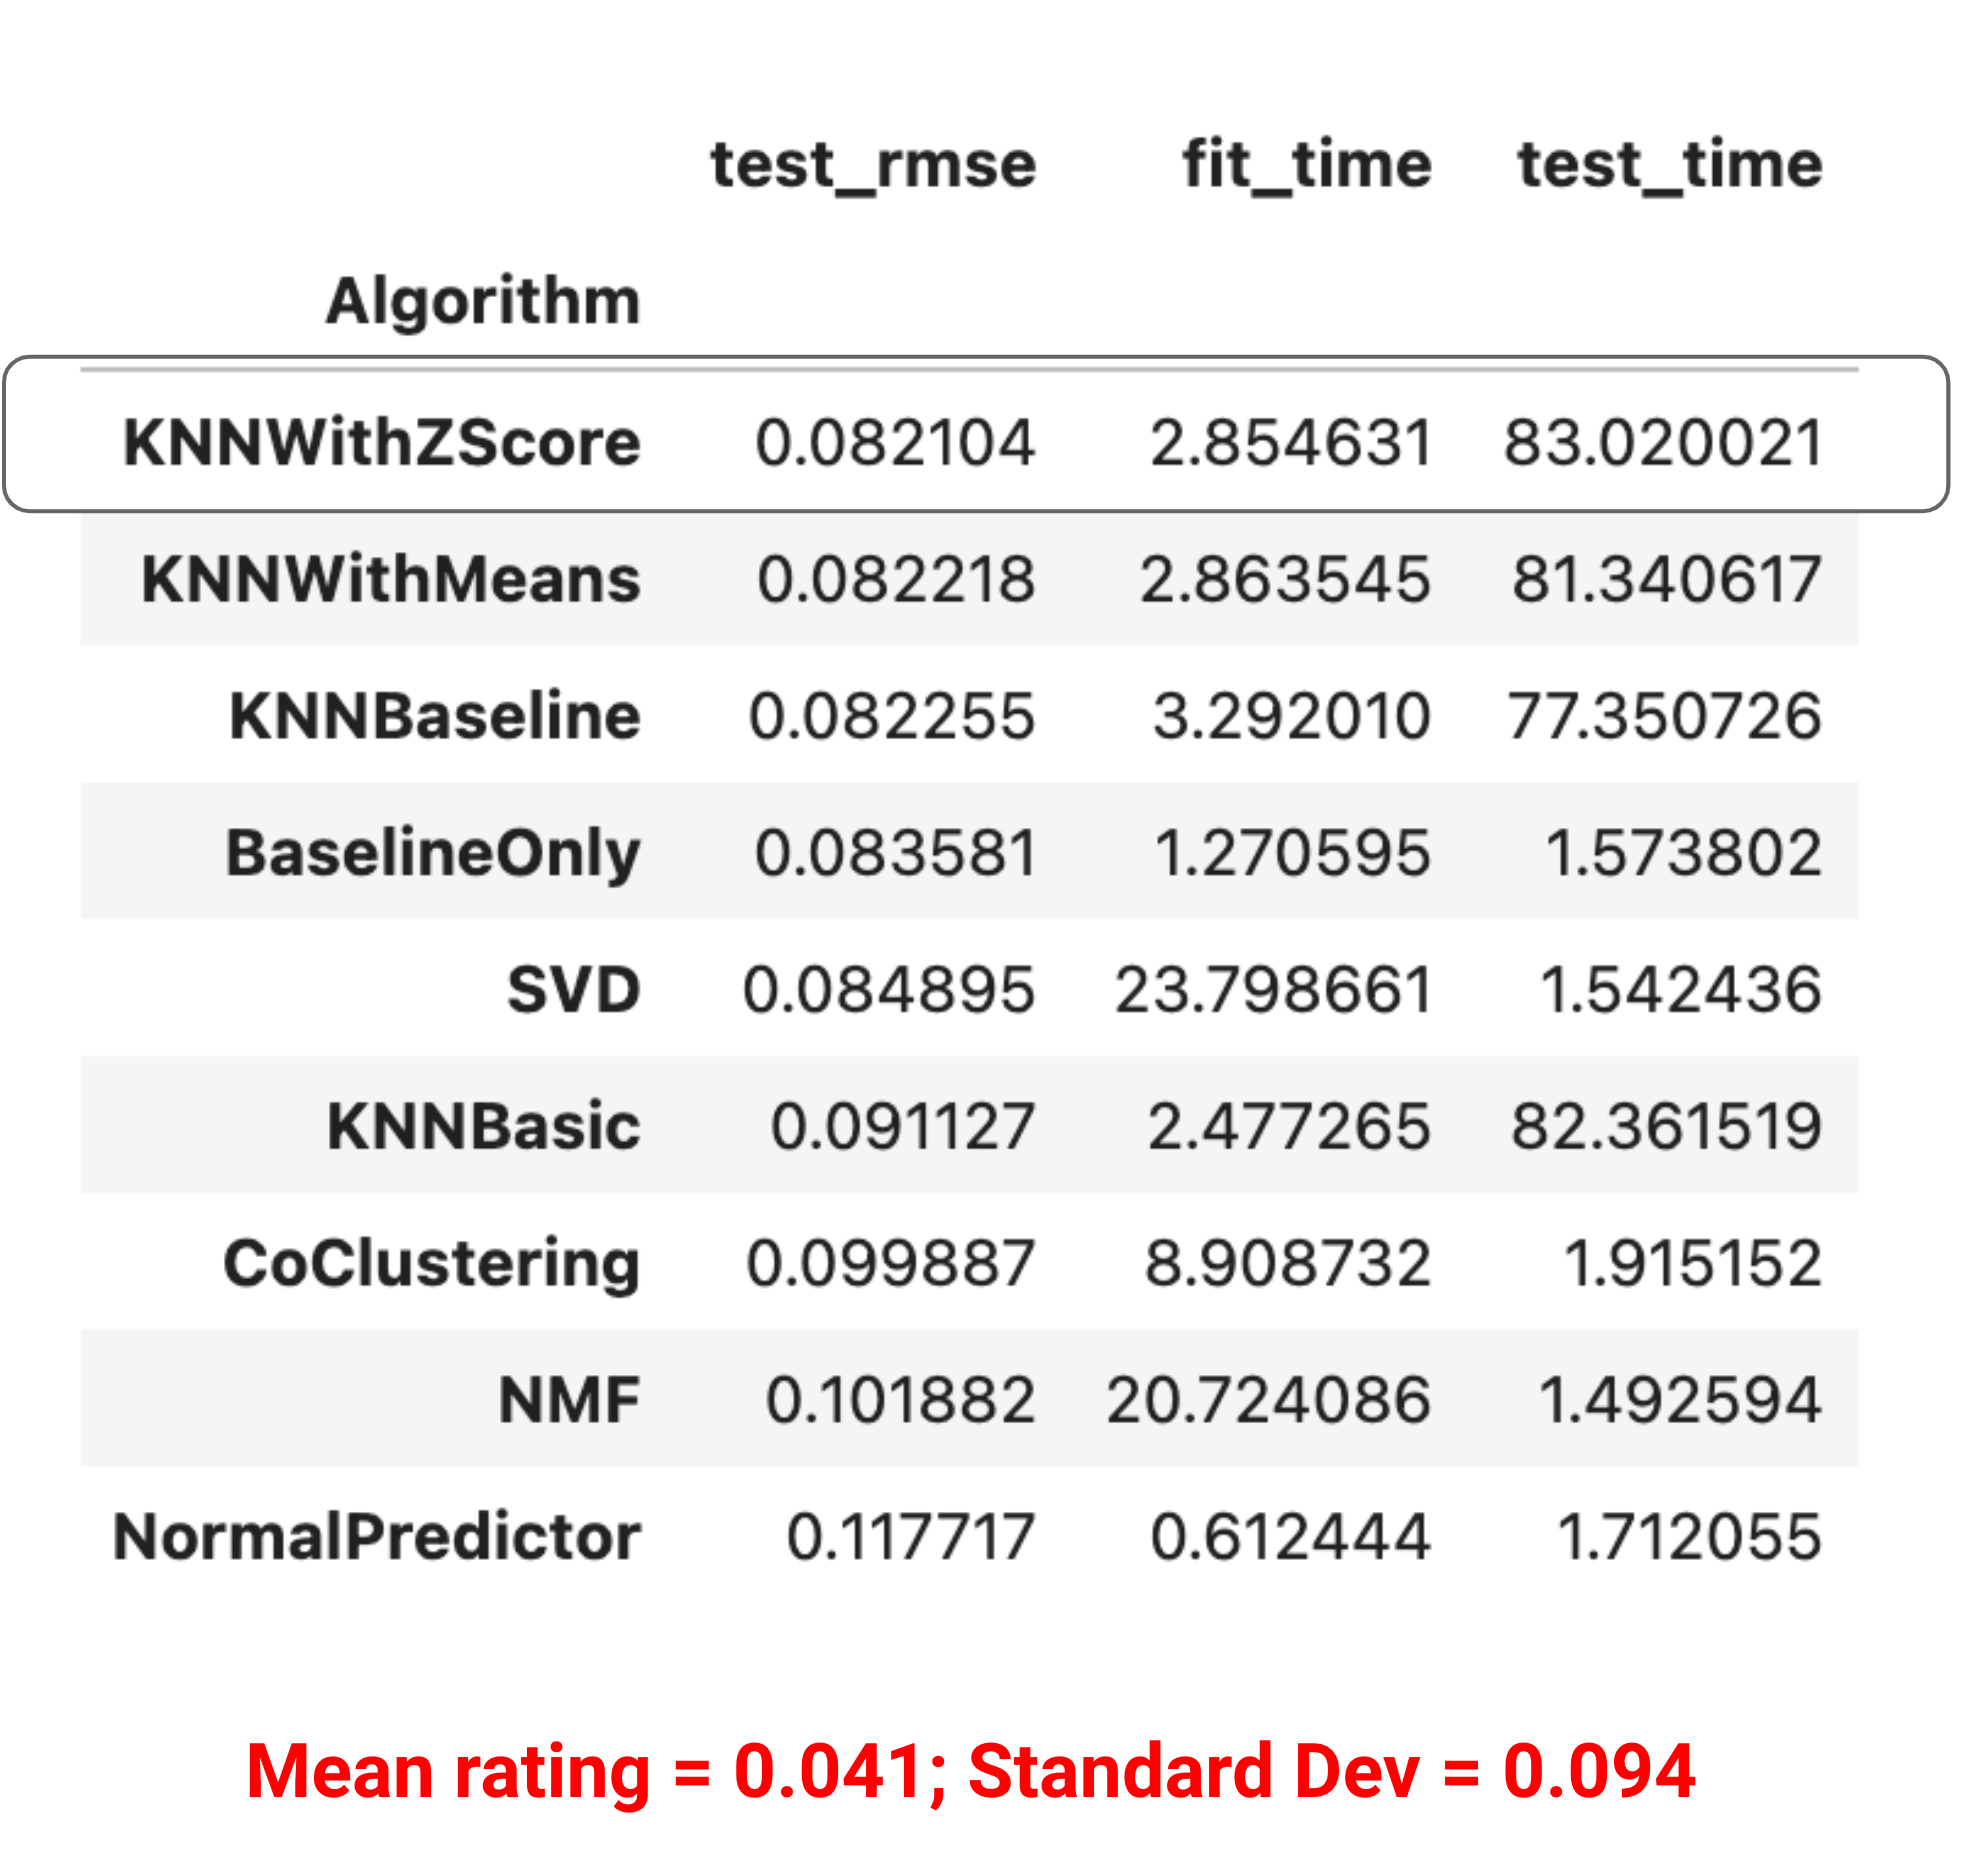 test_rmse fit_time test_time
Algorithm
KNNWithZScore 0.082104 2.854631 83.020021
KNNWithMeans 0.082218 2.863545 81.340617
KNNBaseline 0.082255 3.292010 77.350726
BaselineOnly 0.083581 1.270595 1.573802
SVD 0.084895 23.798661 1.542436
KNNBasic 0.091127 2.477265 82.361519
CoClustering 0.099887 8.908732 1.915152
NMF 0.101882 20.724086 1.492594
NormalPredictor 0.117717 0.612444 1.712055
Mean rating = 0.041; Standard Dev = 0.094